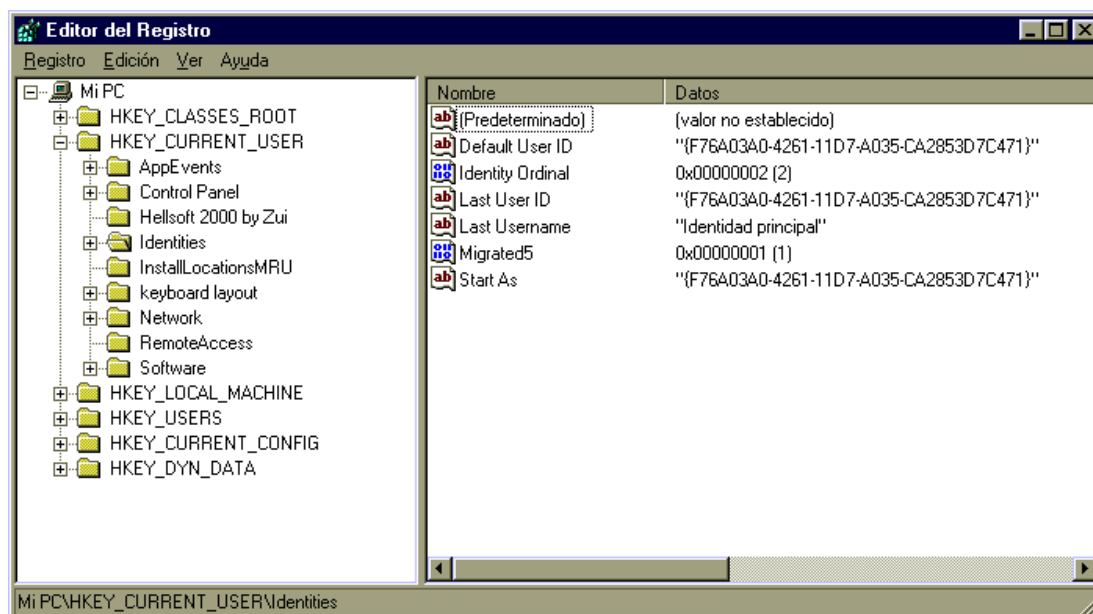 Editor del Registro
Registro Edición Ver Ayuda
Mi PC
HKEY_CLASSES_ROOT
HKEY_CURRENT_USER
AppEvents
Control Panel
Hellsoft 2000 by Zui
Identities
InstallLocationsMRU
keyboard layout
Network
RemoteAccess
Software
HKEY_LOCAL_MACHINE
HKEY_USERS
HKEY_CURRENT_CONFIG
HKEY_DYN_DATA
Nombre Datos
(Predeterminado) (valor no establecido)
Default User ID "{F76A03A0-4261-11D7-A035-CA2853D7C471}"
Identity Ordinal 0x00000002 (2)
Last User ID "{F76A03A0-4261-11D7-A035-CA2853D7C471}"
Last Username "Identidad principal"
Migrated5 0x00000001 (1)
Start As "{F76A03A0-4261-11D7-A035-CA2853D7C471}"
Mi PC\HKEY_CURRENT_USER\Identities